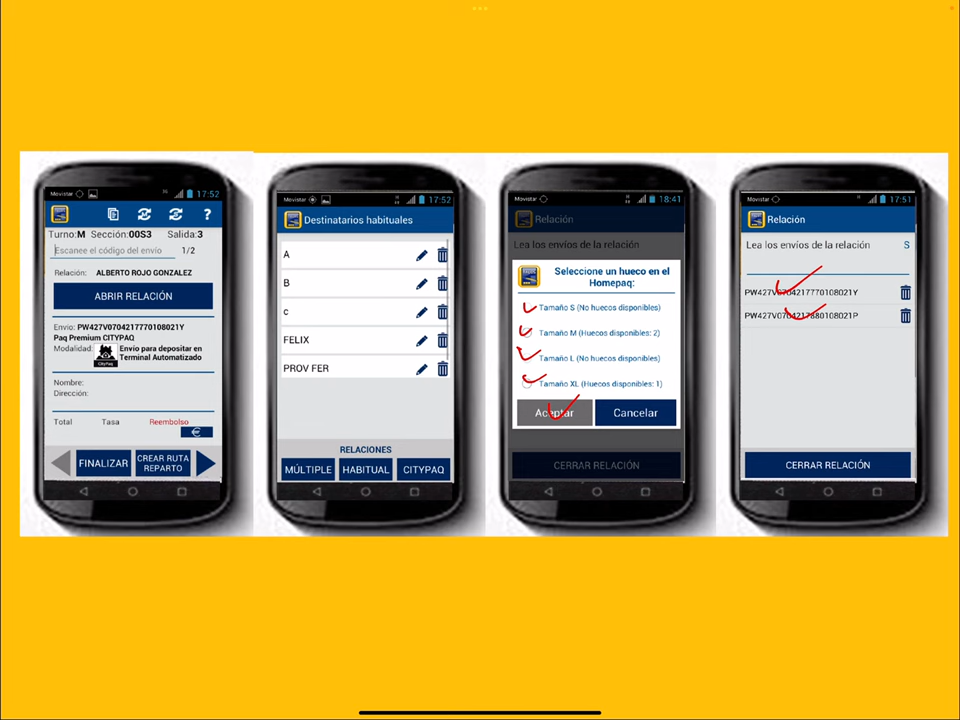 Movistar 17:52
Turno:M Sección:00S3 Salida:3
Escanee el código del envío 1/2
Relación: ALBERTO ROJO GONZALEZ
ABRIR RELACIÓN
Envío: PW427V0704217770108021Y
Paq Premium CITYPAQ
Modalidad: Envío para depositar en
Terminal Automatizado
CityPaq
Nombre:
Dirección:
Total Tasa Reembolso
€
FINALIZAR CREAR RUTA REPARTO
Movistar 17:52
Destinatarios habituales
A
B
c
FELIX
PROV FER
RELACIONES
MÚLTIPLE HABITUAL CITYPAQ
Movistar 18:41
Relación
Lea los envíos de la relación
Seleccione un hueco en el
Homepaq:
Tamaño S (No huecos disponibles)
Tamaño M (Huecos disponibles: 2)
Tamaño L (No huecos disponibles)
Tamaño XL (Huecos disponibles: 1)
Aceptar Cancelar
CERRAR RELACIÓN
Movistar 17:51
Relación
Lea los envíos de la relación S
PW427V0704217770108021Y
PW427V0704217880108021P
CERRAR RELACIÓN